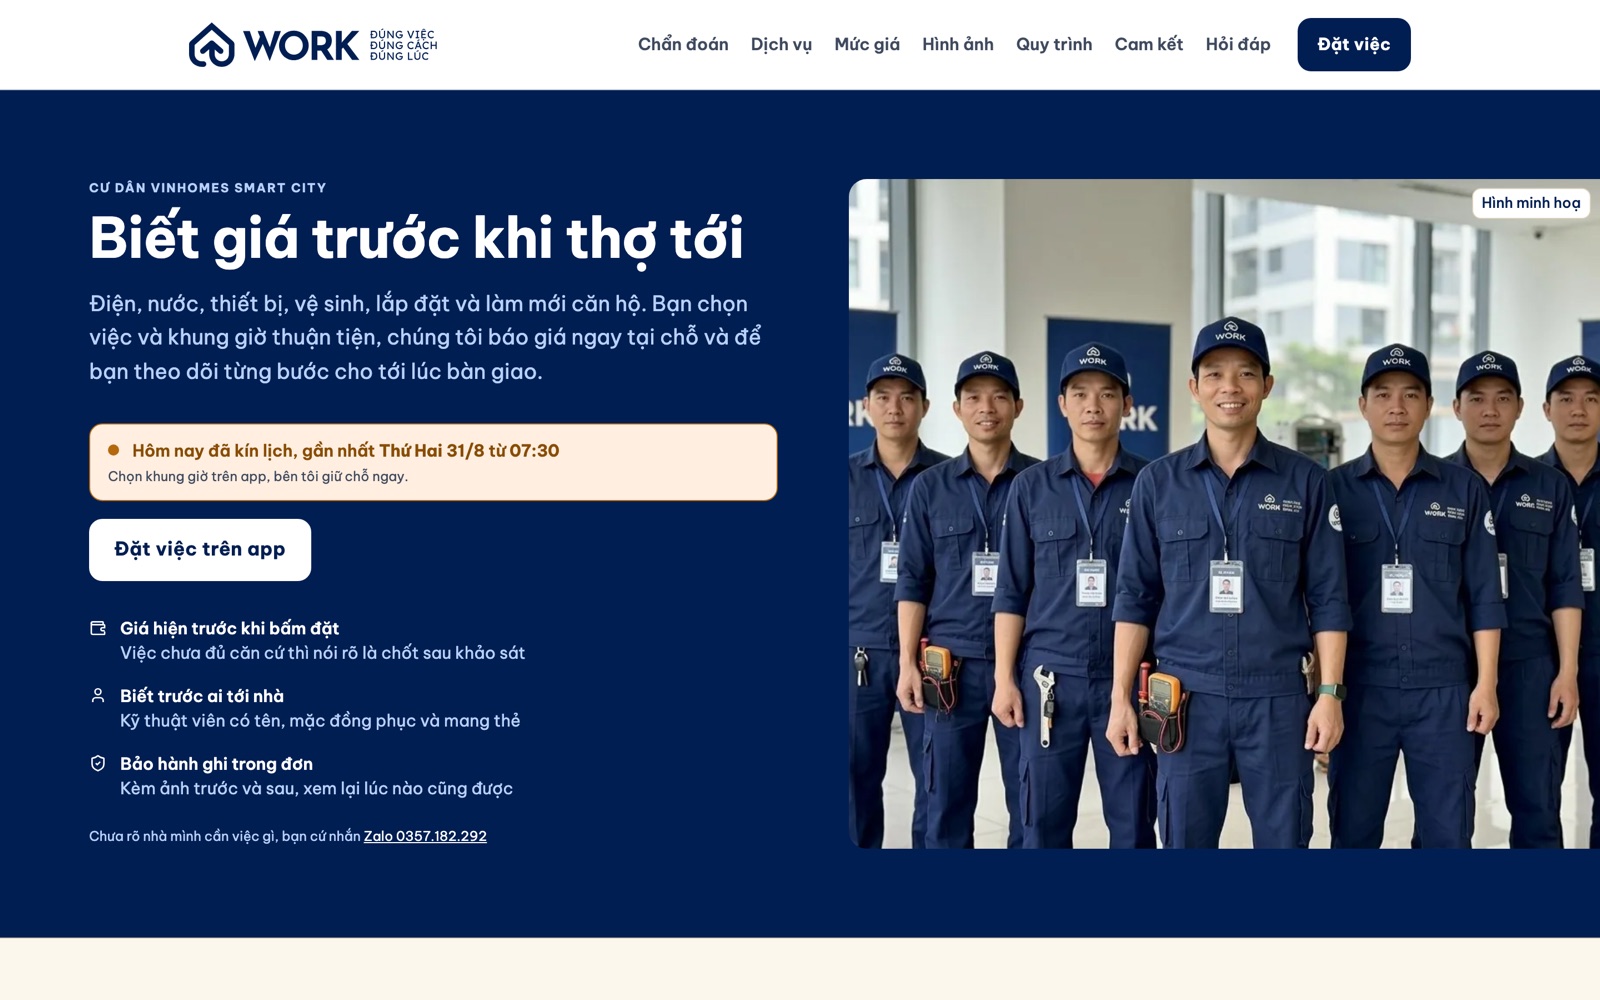 WORK
ĐÚNG VIỆC
ĐÚNG CÁCH
ĐÚNG LÚC
Chẩn đoán
Dịch vụ
Mức giá
Hình ảnh
Quy trình
Cam kết
Hỏi đáp
Đặt việc
CƯ DÂN VINHOMES SMART CITY
Biết giá trước khi thợ tới
Điện, nước, thiết bị, vệ sinh, lắp đặt và làm mới căn hộ. Bạn chọn
việc và khung giờ thuận tiện, chúng tôi báo giá ngay tại chỗ và để
bạn theo dõi từng bước cho tới lúc bàn giao.
Hôm nay đã kín lịch, gần nhất Thứ Hai 31/8 từ 07:30
Chọn khung giờ trên app, bên tôi giữ chỗ ngay.
Đặt việc trên app
Giá hiện trước khi bấm đặt
Việc chưa đủ căn cứ thì nói rõ là chốt sau khảo sát
Biết trước ai tới nhà
Kỹ thuật viên có tên, mặc đồng phục và mang thẻ
Bảo hành ghi trong đơn
Kèm ảnh trước và sau, xem lại lúc nào cũng được
Chưa rõ nhà mình cần việc gì, bạn cứ nhắn Zalo 0357.182.292
Hình minh hoạ
WORK
WORK
WORK
WORK
WORK
WORK
WORK
WORK
WORK